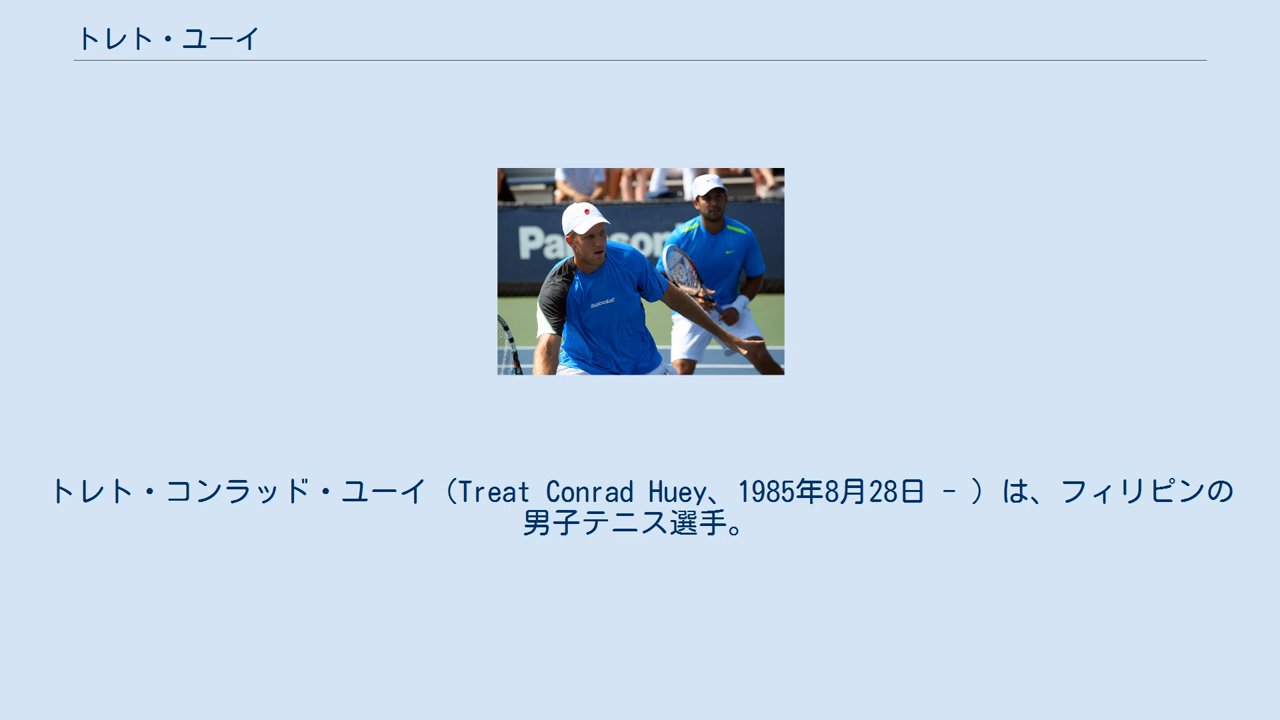 トレト・ユーイ
トレト・コンラッド・ユーイ（Treat Conrad Huey、1985年8月28日 - ）は、フィリピンの
男子テニス選手。